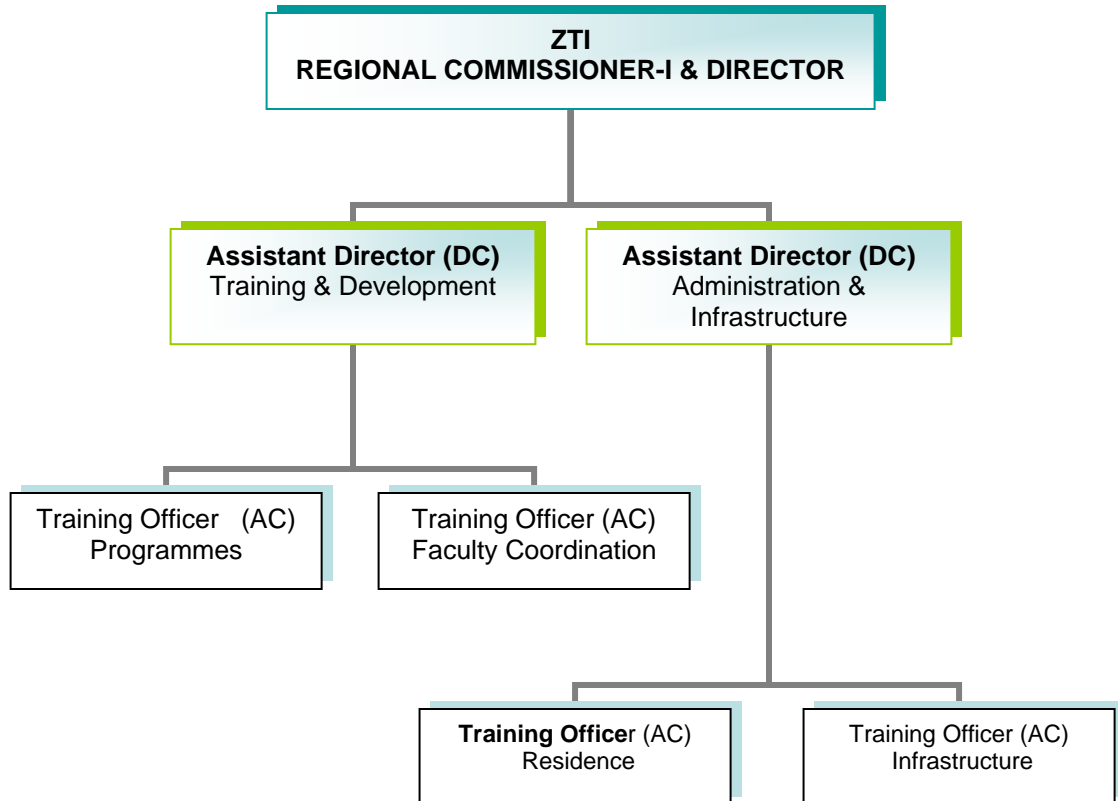 ZTI
REGIONAL COMMISSIONER-I & DIRECTOR
Assistant Director (DC)
Training & Development
Assistant Director (DC)
Administration &
Infrastructure
Training Officer (AC)
Programmes
Training Officer (AC)
Faculty Coordination
Training Officer (AC)
Residence
Training Officer (AC)
Infrastructure